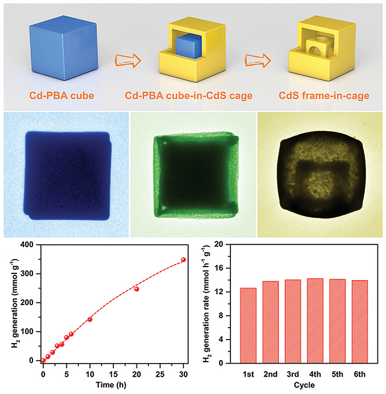 Cd-PBA cube
Cd-PBA cube-in-CdS cage
CdS frame-in-cage
H₂ generation (mmol g⁻¹)
400
300
200
100
0
0
5
10
15
20
25
30
Time (h)
H₂ generation rate (mmol h⁻¹ g⁻¹)
20
16
12
8
4
0
1st
2nd
3rd
4th
5th
6th
Cycle